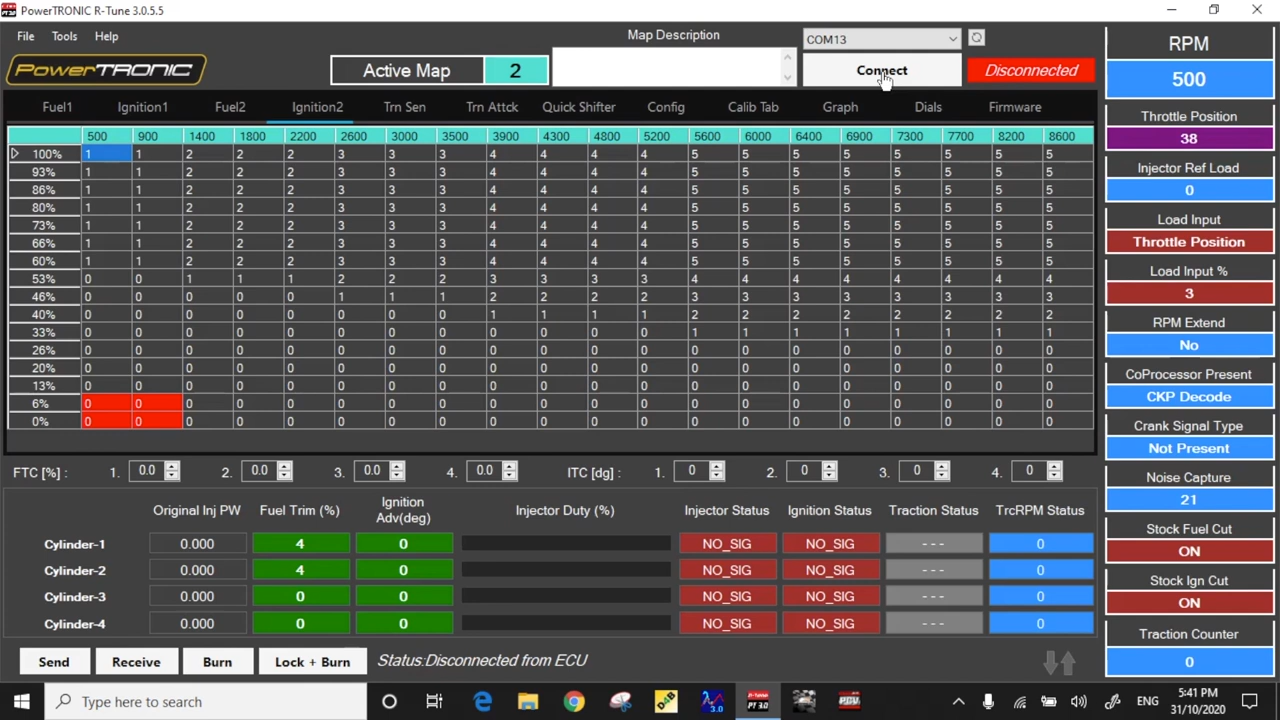 PowerTRONIC R-Tune 3.0.5.5
File Tools Help
PowerTRONIC
Active Map 2
Map Description
COM13
Connect
Disconnected
Fuel1 Ignition1 Fuel2 Ignition2 Trn Sen Trn Attck Quick Shifter Config Calib Tab Graph Dials Firmware
500 900 1400 1800 2200 2600 3000 3500 3900 4300 4800 5200 5600 6000 6400 6900 7300 7700 8200 8600
100% 1 1 2 2 2 3 3 3 4 4 4 4 5 5 5 5 5 5 5 5
93% 1 1 2 2 2 3 3 3 4 4 4 4 5 5 5 5 5 5 5 5
86% 1 1 2 2 2 3 3 3 4 4 4 4 5 5 5 5 5 5 5 5
80% 1 1 2 2 2 3 3 3 4 4 4 4 5 5 5 5 5 5 5 5
73% 1 1 2 2 2 3 3 3 4 4 4 4 5 5 5 5 5 5 5 5
66% 1 1 2 2 2 3 3 3 4 4 4 4 5 5 5 5 5 5 5 5
60% 1 1 2 2 2 3 3 3 4 4 4 4 5 5 5 5 5 5 5 5
53% 0 0 1 1 1 2 2 2 3 3 3 3 4 4 4 4 4 4 4 4
46% 0 0 0 0 0 1 1 1 2 2 2 2 3 3 3 3 3 3 3 3
40% 0 0 0 0 0 0 0 0 1 1 1 1 2 2 2 2 2 2 2 2
33% 0 0 0 0 0 0 0 0 0 0 0 0 1 1 1 1 1 1 1 1
26% 0 0 0 0 0 0 0 0 0 0 0 0 0 0 0 0 0 0 0 0
20% 0 0 0 0 0 0 0 0 0 0 0 0 0 0 0 0 0 0 0 0
13% 0 0 0 0 0 0 0 0 0 0 0 0 0 0 0 0 0 0 0 0
6% 0 0 0 0 0 0 0 0 0 0 0 0 0 0 0 0 0 0 0 0
0% 0 0 0 0 0 0 0 0 0 0 0 0 0 0 0 0 0 0 0 0
FTC [%] : 1. 0.0 2. 0.0 3. 0.0 4. 0.0 ITC [dg] : 1. 0 2. 0 3. 0 4. 0
Original Inj PW Fuel Trim (%) Ignition Adv(deg) Injector Duty (%) Injector Status Ignition Status Traction Status TrcRPM Status
Cylinder-1 0.000 4 0 NO_SIG NO_SIG - - - 0
Cylinder-2 0.000 4 0 NO_SIG NO_SIG - - - 0
Cylinder-3 0.000 0 0 NO_SIG NO_SIG - - - 0
Cylinder-4 0.000 0 0 NO_SIG NO_SIG - - - 0
Send Receive Burn Lock + Burn Status:Disconnected from ECU
RPM
500
Throttle Position
38
Injector Ref Load
0
Load Input
Throttle Position
Load Input %
3
RPM Extend
No
CoProcessor Present
CKP Decode
Crank Signal Type
Not Present
Noise Capture
21
Stock Fuel Cut
ON
Stock Ign Cut
ON
Traction Counter
0
Type here to search
D4B
3.0
R-TUNE
PT 3.0
ENG
5:41 PM
31/10/2020